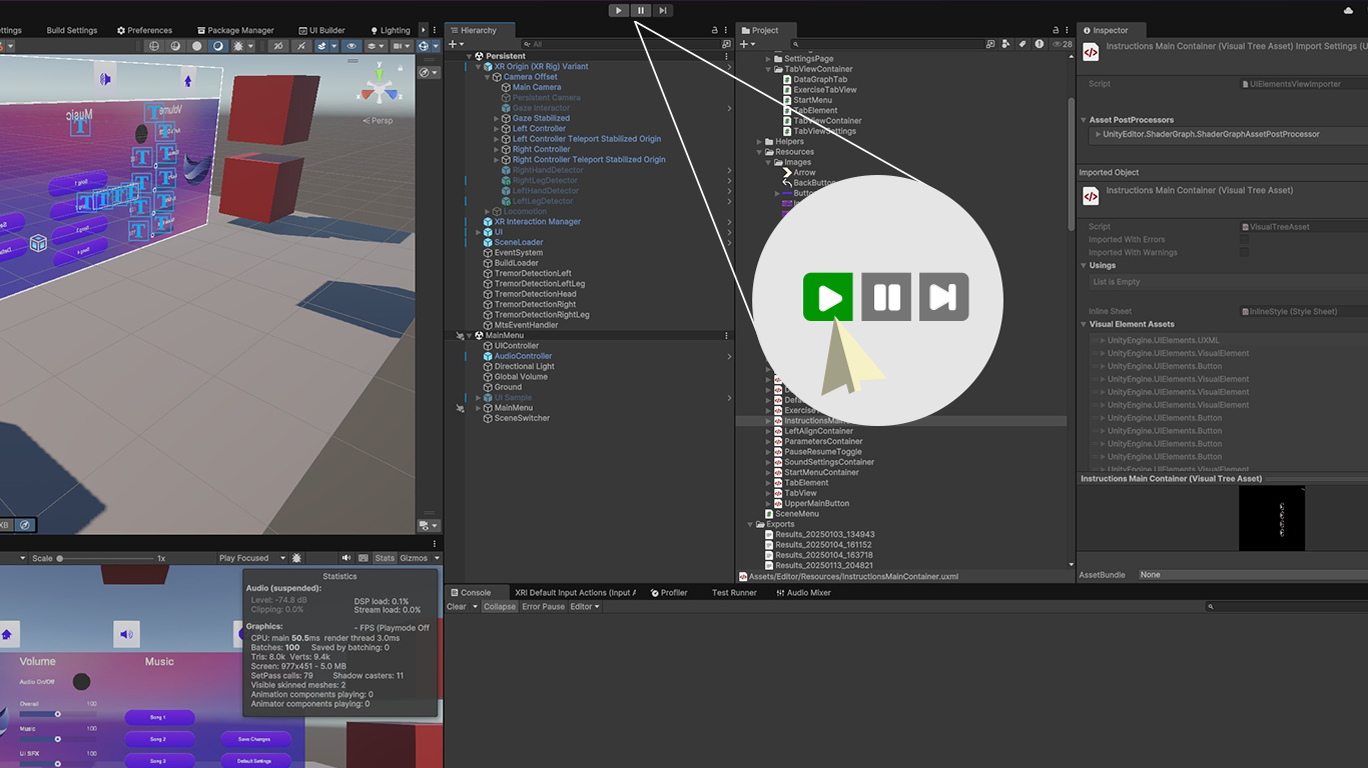 ettings
Build Settings
Preferences
Package Manager
UI Builder
Lighting
Hierarchy
Project
Inspector
All
28
Persp
Music
Volume
Song 1
Persistent
XR Origin (XR Rig) Variant
Camera Offset
Main Camera
Persistent Camera
Gaze Interactor
Gaze Stabilized
Left Controller
Left Controller Teleport Stabilized Origin
Right Controller
Right Controller Teleport Stabilized Origin
RightHandDetector
RightLegDetector
LeftHandDetector
LeftLegDetector
Locomotion
XR Interaction Manager
UI
SceneLoader
EventSystem
BuildLoader
TremorDetectionLeft
TremorDetectionLeftLeg
TremorDetectionHead
TremorDetectionRight
TremorDetectionRightLeg
MtsEventHandler
MainMenu
UIController
AudioController
Directional Light
Global Volume
Ground
UI Sample
MainMenu
SceneSwitcher
SettingsPage
TabViewContainer
DataGraphTab
ExerciseTabView
StartMenu
TabElement
TabViewContainer
TabViewSettings
Helpers
Resources
Images
Arrow
BackButton
Butto
Defa
ExerciseV
InstructionsMain
LeftAlignContainer
ParametersContainer
PauseResumeToggle
SoundSettingsContainer
StartMenuContainer
TabElement
TabView
UpperMainButton
SceneMenu
Exports
Results_20250103_134943
Results_20250104_161152
Results_20250104_163718
Results_20250113_204821
Assets/Editor/Resources/InstructionsMainContainer.uxml
Instructions Main Container (Visual Tree Asset) Import Settings (U
Script
UIElementsViewImporter
Asset PostProcessors
UnityEditor.ShaderGraph.ShaderGraphAssetPostProcessor
Imported Object
Instructions Main Container (Visual Tree Asset)
Script
VisualTreeAsset
Imported With Errors
Imported With Warnings
Usings
List is Empty
Inline Sheet
InlineStyle (Style Sheet)
Visual Element Assets
UnityEngine.UIElements.UXML
UnityEngine.UIElements.VisualElement
UnityEngine.UIElements.Button
UnityEngine.UIElements.VisualElement
UnityEngine.UIElements.VisualElement
UnityEngine.UIElements.VisualElement
UnityEngine.UIElements.Button
UnityEngine.UIElements.Button
UnityEngine.UIElements.Button
UnityEngine.UIElements.Button
UnityEngine.UIElements.VisualElement
Instructions Main Container (Visual Tree Asset)
AssetBundle
None
XB
Scale
1x
Play Focused
Stats
Gizmos
Statistics
Audio (suspended):
Level: -74.8 dB
DSP load: 0.1%
Clipping: 0.0%
Stream load: 0.0%
Graphics:
- FPS (Playmode Off
CPU: main 50.5ms render thread 3.0ms
Batches: 100 Saved by batching: 0
Tris: 8.0k Verts: 9.4k
Screen: 977x451 - 5.0 MB
SetPass calls: 79 Shadow casters: 11
Visible skinned meshes: 2
Animation components playing: 0
Animator components playing: 0
Volume
Music
Audio On/Off
Overall
100
Music
100
UI SFX
100
Song 1
Song 2
Song 3
Save Changes
Default Settings
Console
XRI Default Input Actions (Input A
Profiler
Test Runner
Audio Mixer
Clear
Collapse
Error Pause
Editor